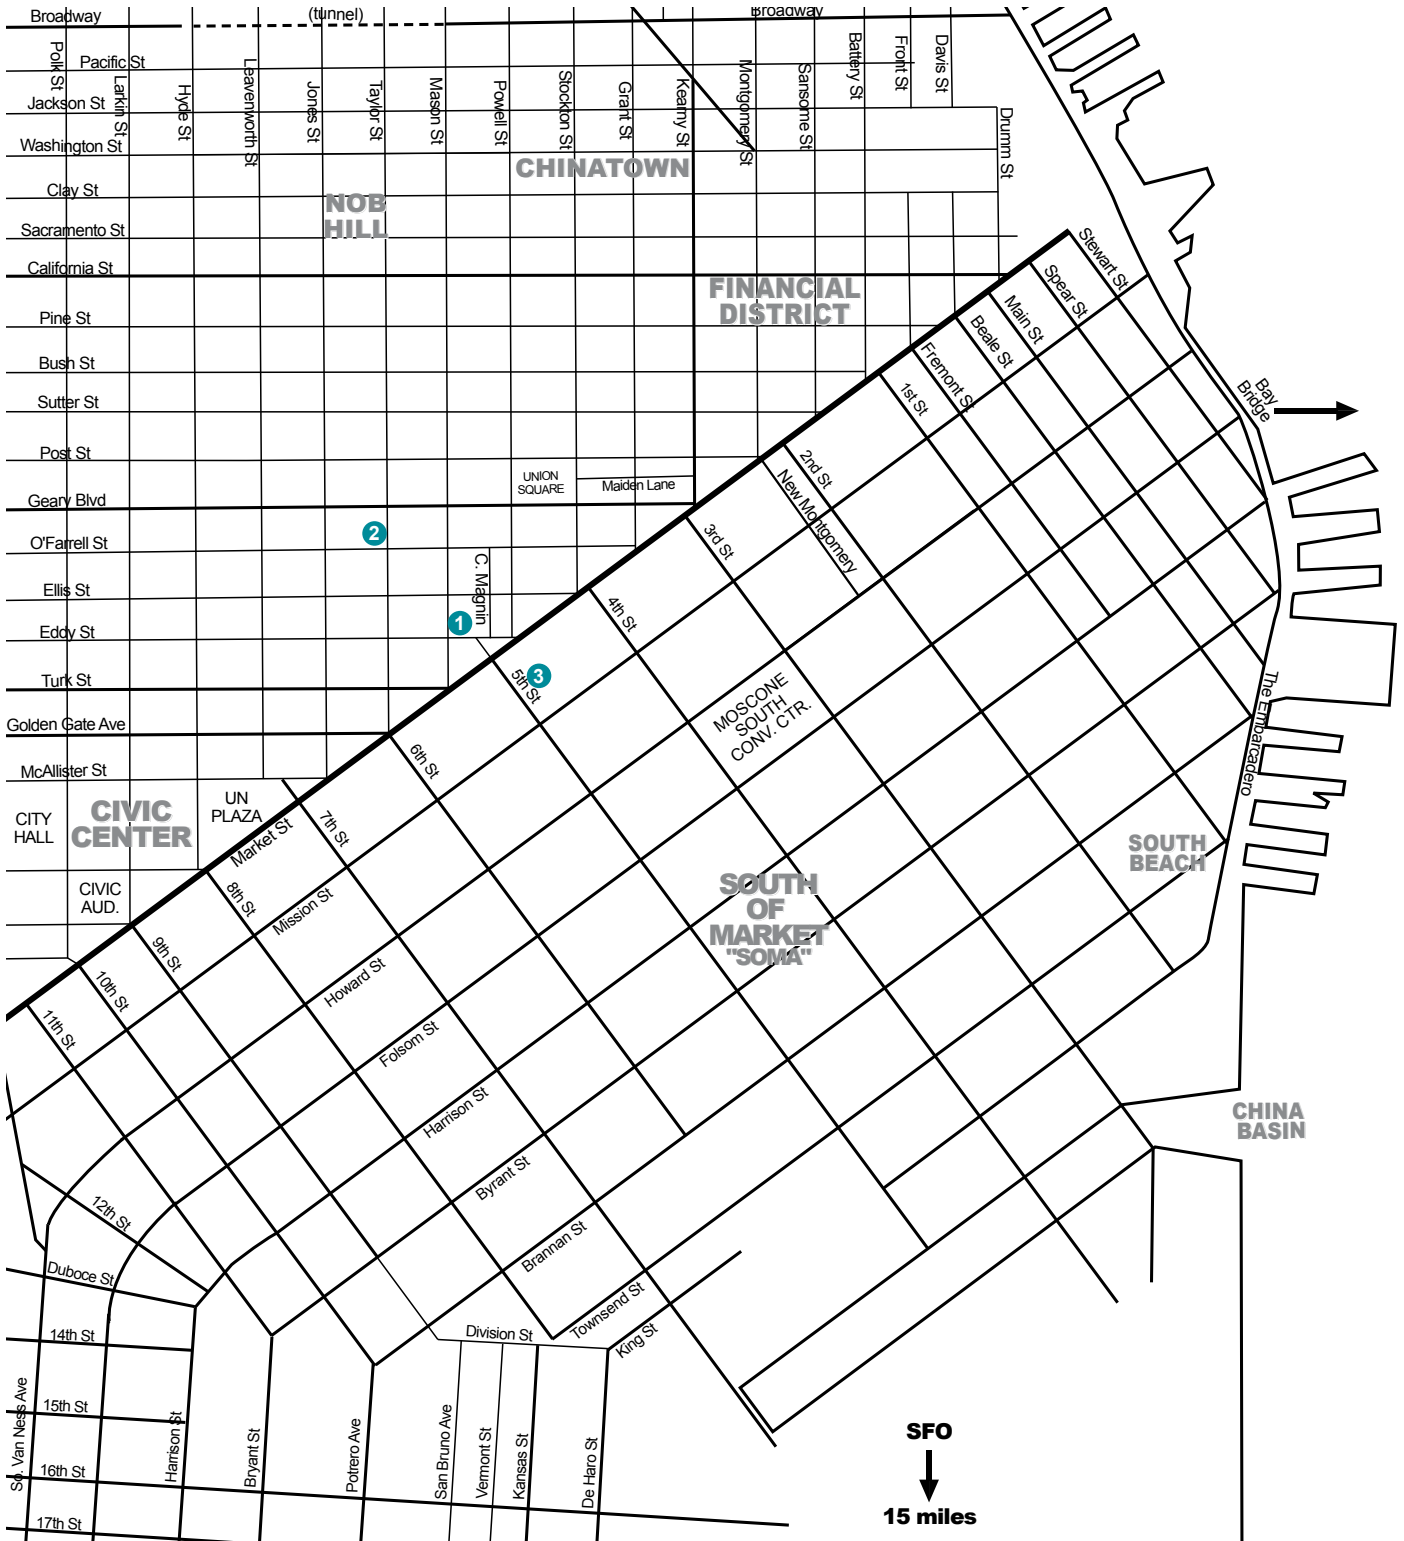 Broadway
(tunnel)
Broadway
Polk St
Pacific St
Larkin St
Hyde St
Leavenworth St
Jones St
Taylor St
Mason St
Powell St
Stockton St
Grant St
Kearny St
Montgomery St
Sansome St
Battery St
Front St
Davis St
Drumm St
Jackson St
Washington St
CHINATOWN
Clay St
NOB
HILL
Sacramento St
California St
FINANCIAL
DISTRICT
Stewart St
Spear St
Main St
Beale St
Fremont St
1st St
Pine St
Bush St
Sutter St
Bay
Bridge
Post St
UNION
SQUARE
Maiden Lane
2nd St
New Montgomery
Geary Blvd
2
O'Farrell St
3rd St
C. Magnin
Ellis St
4th St
1
Eddy St
3
5th St
Turk St
MOSCONE
SOUTH
CONV. CTR.
The Embarcadero
Golden Gate Ave
6th St
McAllister St
UN
PLAZA
CITY
HALL
CIVIC
CENTER
Market St
7th St
SOUTH
BEACH
CIVIC
AUD.
8th St
Mission St
SOUTH
OF
MARKET
"SOMA"
9th St
10th St
Howard St
11th St
Folsom St
Harrison St
CHINA
BASIN
12th St
Byrant St
Brannan St
Duboce St
Townsend St
King St
Division St
14th St
15th St
16th St
17th St
So. Van Ness Ave
Harrison St
Bryant St
Potrero Ave
San Bruno Ave
Vermont St
Kansas St
De Haro St
SFO
15 miles